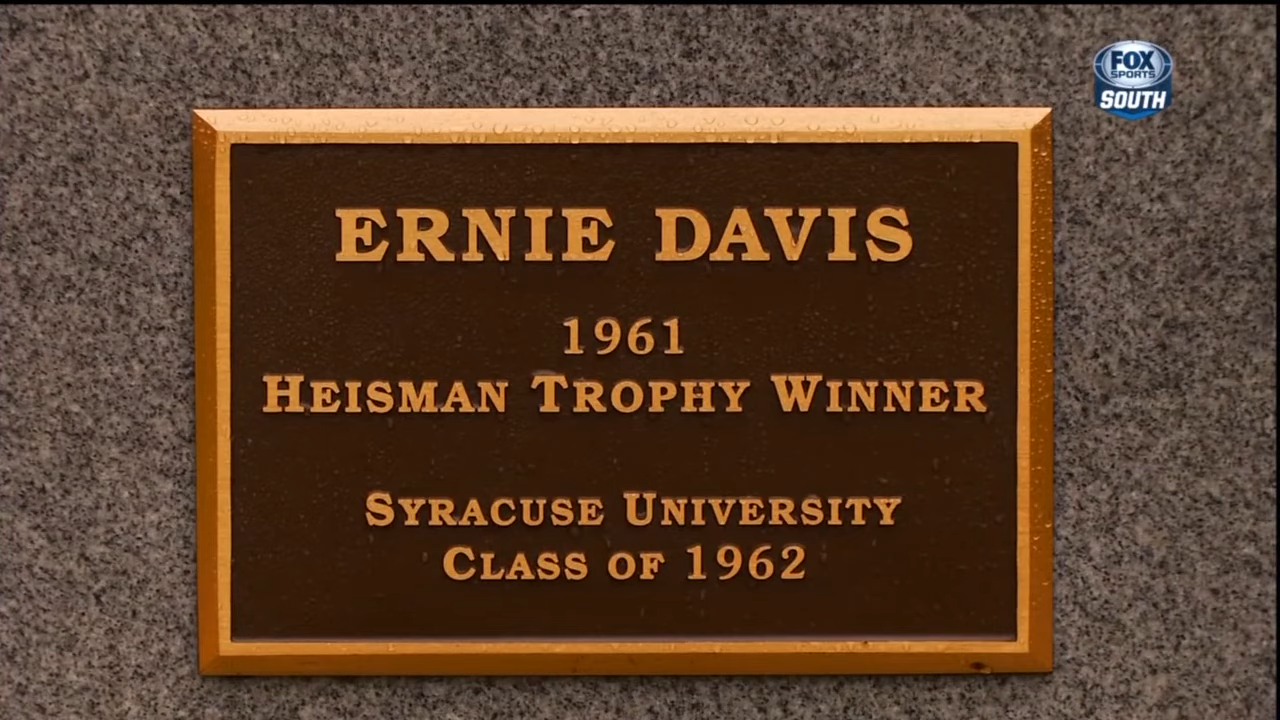 FOX
SPORTS
SOUTH
ERNIE DAVIS
1961
HEISMAN TROPHY WINNER
SYRACUSE UNIVERSITY
CLASS OF 1962